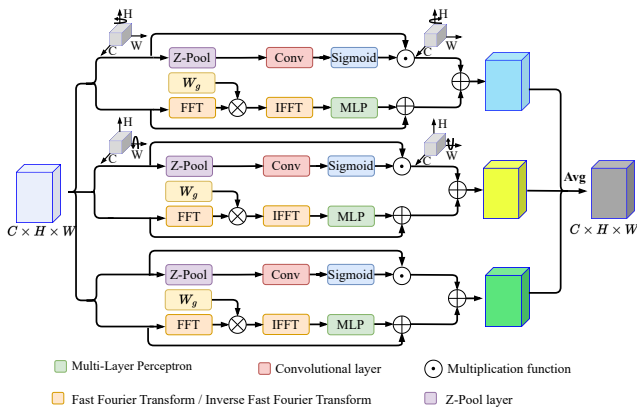 H
W
C
H
W
C
Z-Pool
Conv
Sigmoid
W_g
FFT
IFFT
MLP
H
W
C
H
W
C
Z-Pool
Conv
Sigmoid
W_g
FFT
IFFT
MLP
C × H × W
Avg
C × H × W
Z-Pool
Conv
Sigmoid
W_g
FFT
IFFT
MLP
Multi-Layer Perceptron
Convolutional layer
Multiplication function
Fast Fourier Transform / Inverse Fast Fourier Transform
Z-Pool layer